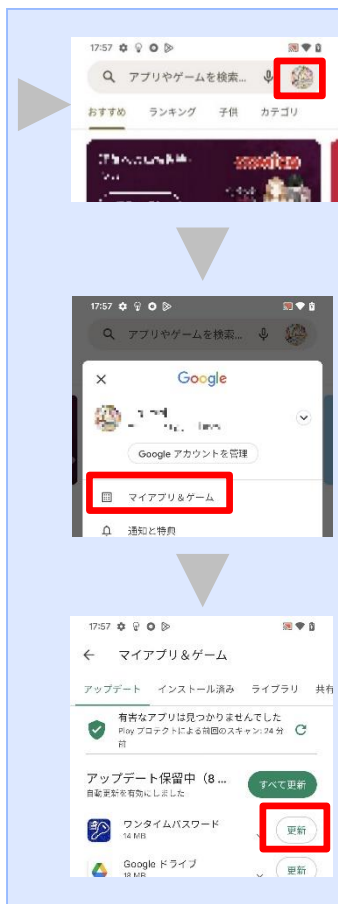 17:57
アプリやゲームを検索...
おすすめ ランキング 子供 カテゴリ
17:57
アプリやゲームを検索...
Google
Google アカウントを管理
マイアプリ＆ゲーム
通知と特典
17:57
マイアプリ＆ゲーム
アップデート インストール済み ライブラリ 共有
有害なアプリは見つかりませんでした
Play プロテクトによる前回のスキャン: 24 分
前
アップデート保留中（8 ...
すべて更新
自動更新を有効にしました
ワンタイムパスワード
更新
14 MB
Google ドライブ
更新
18 MB